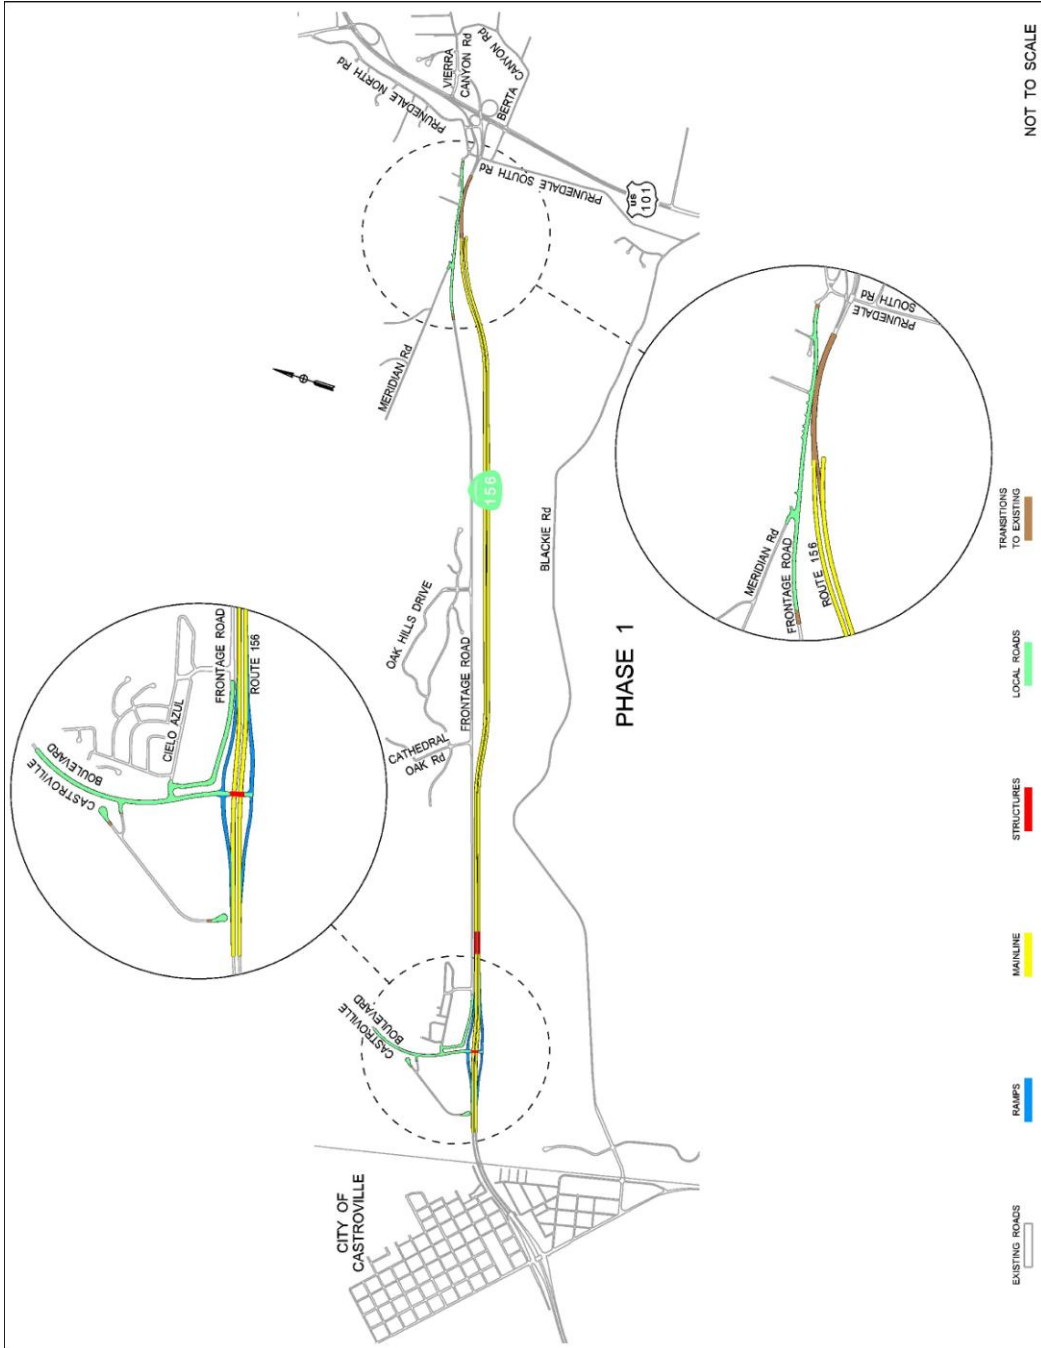 NOT TO SCALE
PRUNEDALE NORTH Rd
VIERRA
CANYON Rd
CANYON Rd
BERTA
PRUNEDALE SOUTH Rd
US
101
MERIDIAN Rd
156
OAK HILLS DRIVE
FRONTAGE ROAD
CATHEDRAL
OAK Rd
BLACKIE Rd
PHASE 1
CASTROVILLE
BOULEVARD
CITY OF
CASTROVILLE
CASTROVILLE
BOULEVARD
CIELO AZUL
FRONTAGE ROAD
ROUTE 156
MERIDIAN Rd
FRONTAGE ROAD
ROUTE 156
PRUNEDALE
SOUTH Rd
EXISTING ROADS
RAMPS
MAINLINE
STRUCTURES
LOCAL ROADS
TRANSITIONS
TO EXISTING